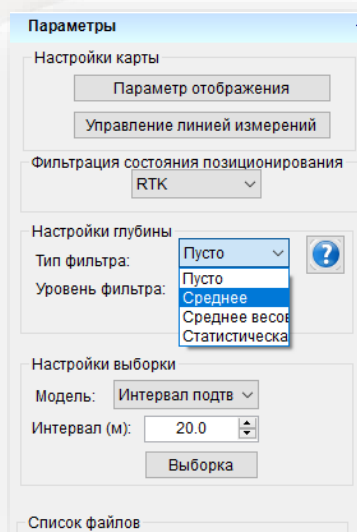 Параметры
Настройки карты
Параметр отображения
Управление линией измерений
Фильтрация состояния позиционирования
RTK
Настройки глубины
Тип фильтра:
Пусто
Пусто
Уровень фильтра:
Среднее
Среднее весов
Статистическа
Настройки выборки
Модель:
Интервал подтв
Интервал (м):
20.0
Выборка
Список файлов